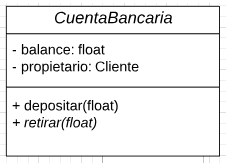 CuentaBancaria
- balance: float
- propietario: Cliente
+ depositar(float)
+ retirar(float)